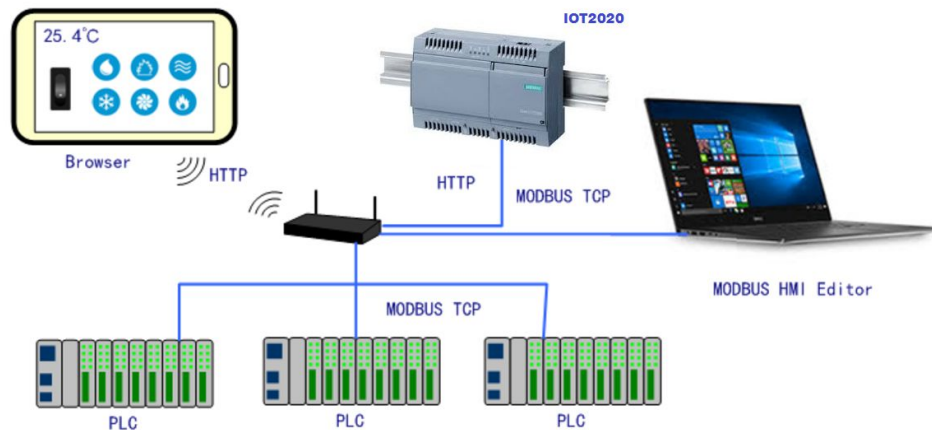 IOT2020
25.4℃
Browser
HTTP
HTTP
MODBUS TCP
MODBUS HMI Editor
MODBUS TCP
PLC
PLC
PLC